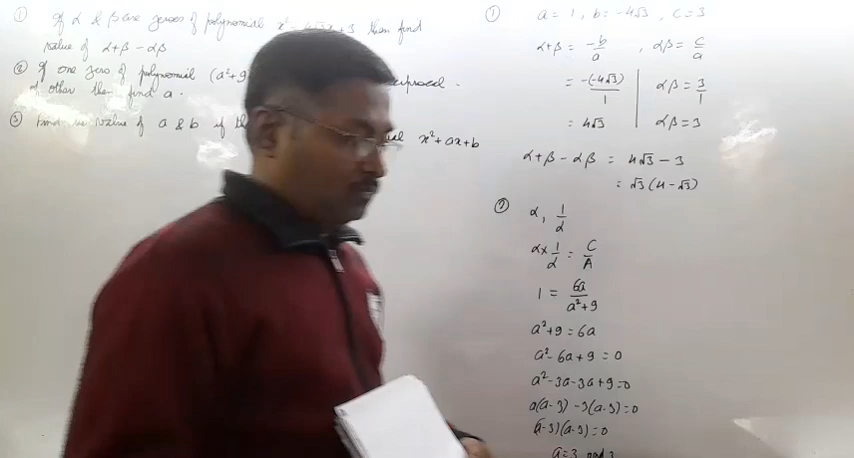 ① If α & β are zeroes of polynomial x² - 4√3x + 3 then find
value of α+β - αβ
② If one zero of polynomial (a²+9
of other then find a.
③ Find the value of a & b if th
x²+ax+b
① a = 1, b = -4√3, c = 3
α+β = -b/a , αβ = c/a
= -(-4√3)/1 | αβ = 3/1
= 4√3 | αβ = 3
α+β - αβ = 4√3 - 3
= √3(4-√3)
② α, 1/α
α × 1/α = C/A
1 = 6a/a²+9
a²+9 = 6a
a²-6a+9 = 0
a²-3a-3a+9=0
a(a-3) -3(a-3)=0
(a-3)(a-3)=0
a=3 and 3